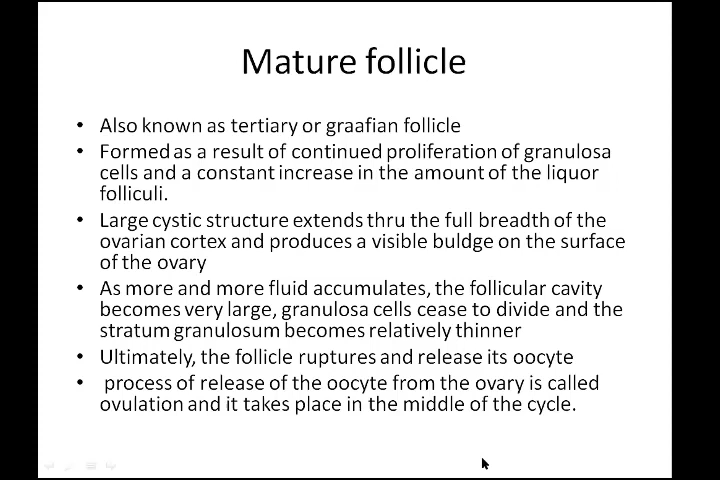 Mature follicle
• Also known as tertiary or graafian follicle
• Formed as a result of continued proliferation of granulosa
cells and a constant increase in the amount of the liquor
folliculi.
• Large cystic structure extends thru the full breadth of the
ovarian cortex and produces a visible buldge on the surface
of the ovary
• As more and more fluid accumulates, the follicular cavity
becomes very large, granulosa cells cease to divide and the
stratum granulosum becomes relatively thinner
• Ultimately, the follicle ruptures and release its oocyte
• process of release of the oocyte from the ovary is called
ovulation and it takes place in the middle of the cycle.